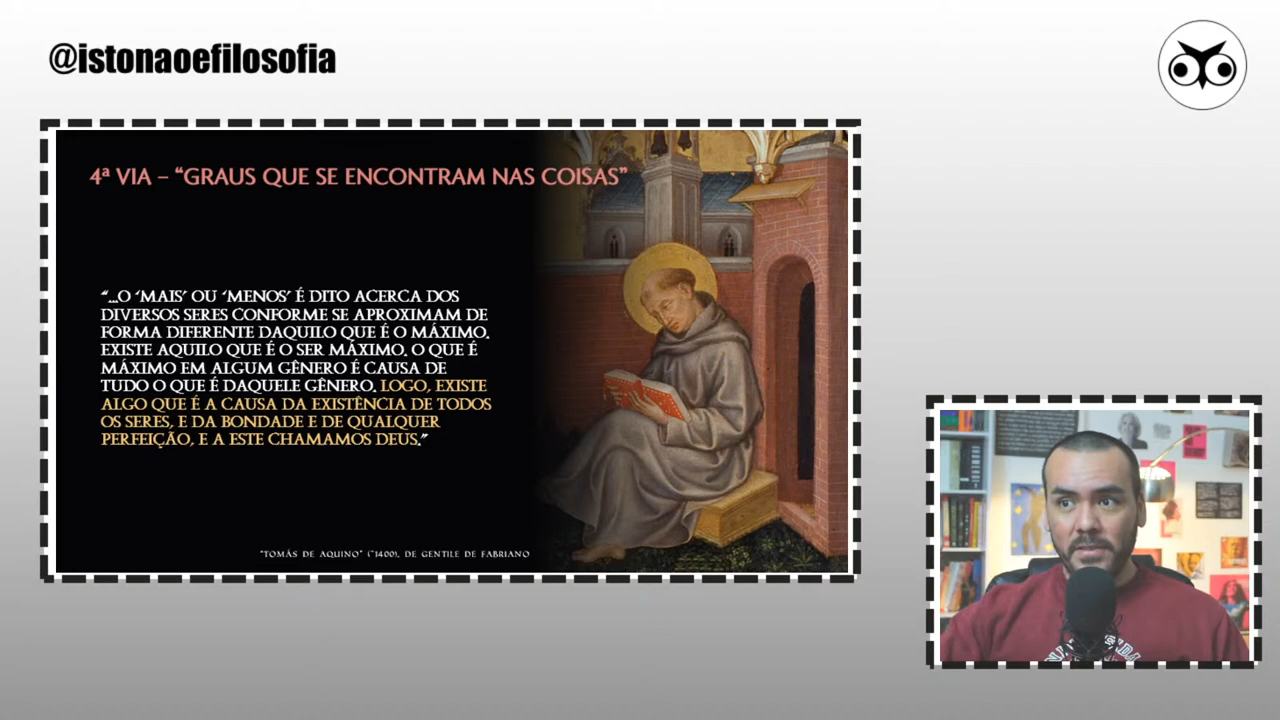 @istonaoefilosofia
4ª VIA – “GRAUS QUE SE ENCONTRAM NAS COISAS”
“...O ‘MAIS’ OU ‘MENOS’ É DITO ACERCA DOS
DIVERSOS SERES CONFORME SE APROXIMAM DE
FORMA DIFERENTE DAQUILO QUE É O MÁXIMO.
EXISTE AQUILO QUE É O SER MÁXIMO. O QUE É
MÁXIMO EM ALGUM GÊNERO É CAUSA DE
TUDO O QUE É DAQUELE GÊNERO. LOGO, EXISTE
ALGO QUE É A CAUSA DA EXISTÊNCIA DE TODOS
OS SERES, E DA BONDADE E DE QUALQUER
PERFEIÇÃO, E A ESTE CHAMAMOS DEUS.”
"TOMÁS DE AQUINO" (~1400), DE GENTILE DE FABRIANO